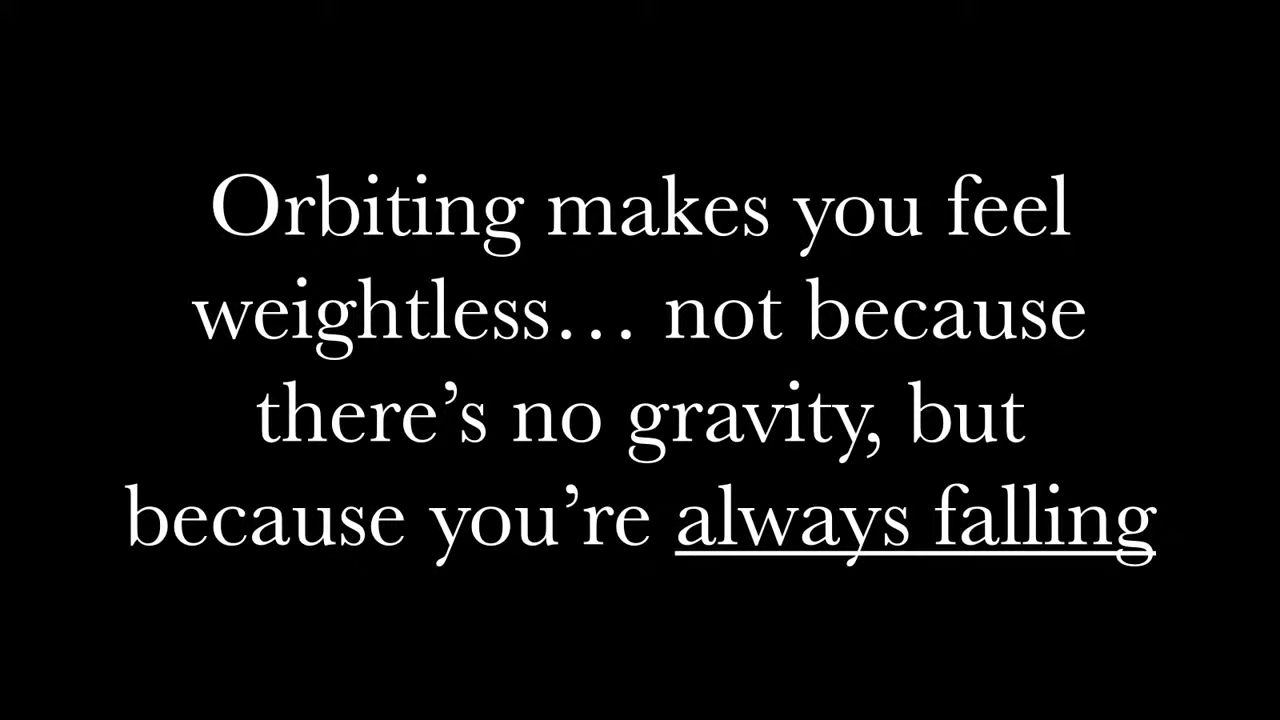 Orbiting makes you feel
weightless… not because
there’s no gravity, but
because you’re always falling